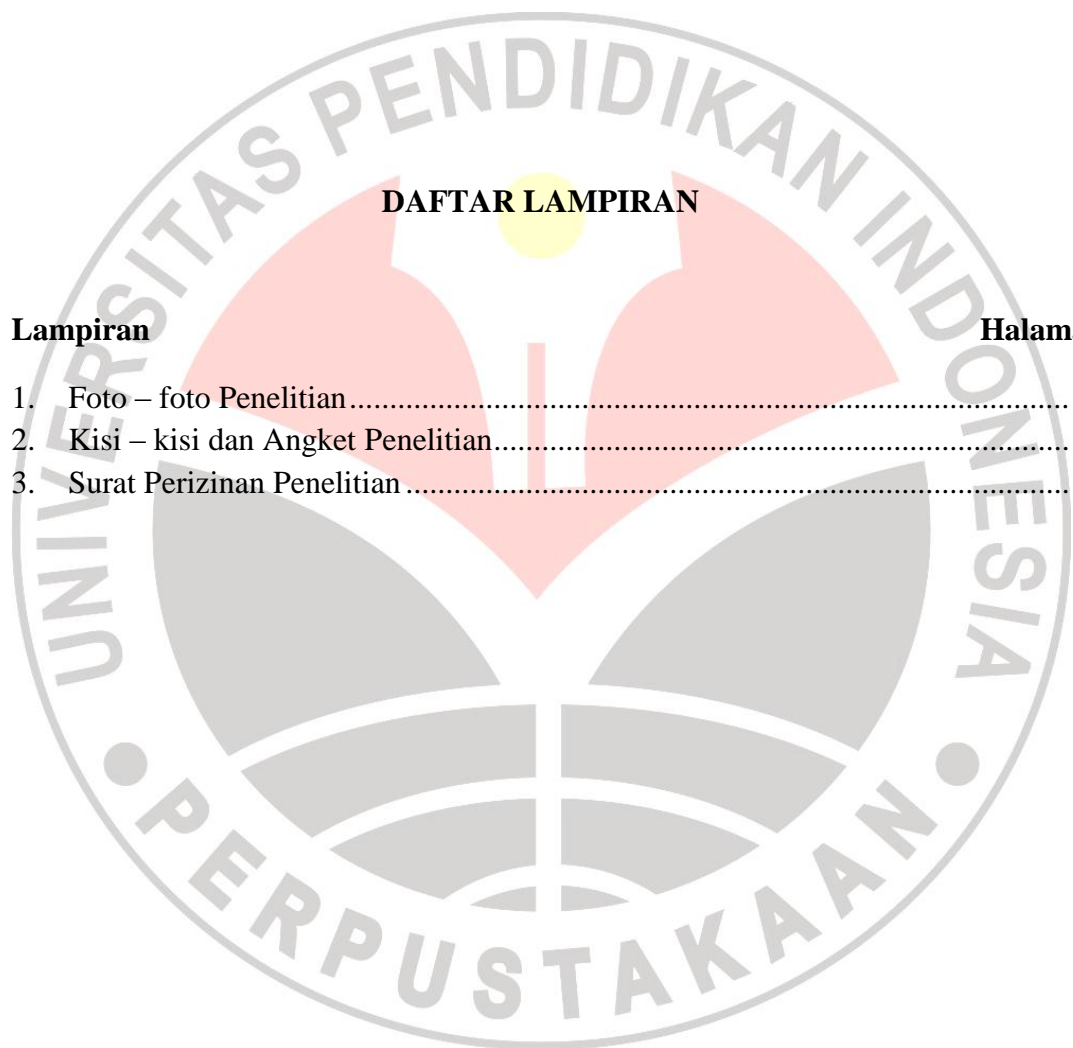 UNIVERSITAS PENDIDIKAN INDONESIA
DAFTAR LAMPIRAN
Lampiran Halam
1. Foto – foto Penelitian........................................................................
2. Kisi – kisi dan Angket Penelitian........................................................................
3. Surat Perizinan Penelitian........................................................................
PERPUSTAKAAN